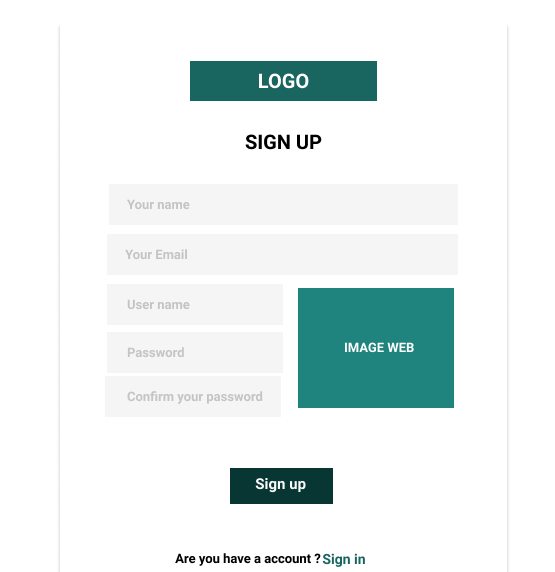 LOGO
SIGN UP
Your name
Your Email
User name
Password
IMAGE WEB
Confirm your password
Sign up
Are you have a account ? Sign in